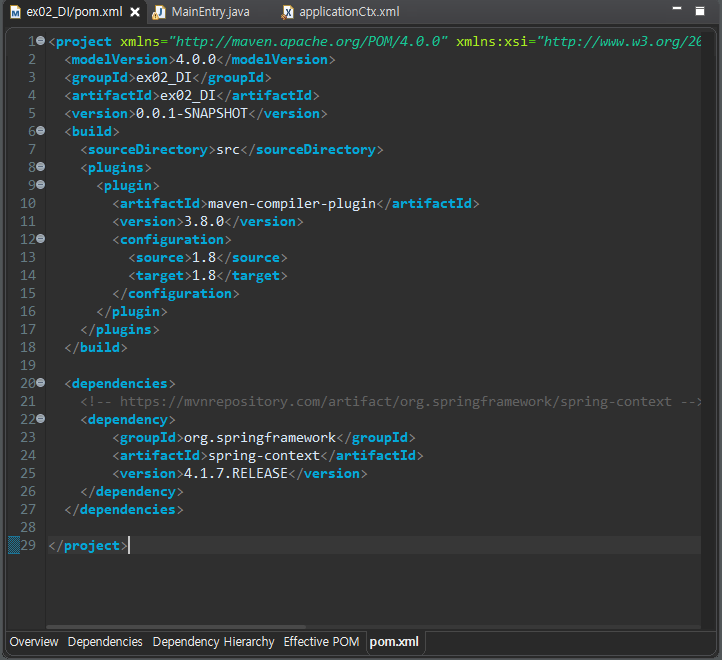 ex02_DI/pom.xml MainEntry.java applicationCtx.xml
1 <project xmlns="http://maven.apache.org/POM/4.0.0" xmlns:xsi="http://www.w3.org/20
2 <modelVersion>4.0.0</modelVersion>
3 <groupId>ex02_DI</groupId>
4 <artifactId>ex02_DI</artifactId>
5 <version>0.0.1-SNAPSHOT</version>
6 <build>
7 <sourceDirectory>src</sourceDirectory>
8 <plugins>
9 <plugin>
10 <artifactId>maven-compiler-plugin</artifactId>
11 <version>3.8.0</version>
12 <configuration>
13 <source>1.8</source>
14 <target>1.8</target>
15 </configuration>
16 </plugin>
17 </plugins>
18 </build>
19
20 <dependencies>
21 <!-- https://mvnrepository.com/artifact/org.springframework/spring-context -->
22 <dependency>
23 <groupId>org.springframework</groupId>
24 <artifactId>spring-context</artifactId>
25 <version>4.1.7.RELEASE</version>
26 </dependency>
27 </dependencies>
28
29 </project>
Overview Dependencies Dependency Hierarchy Effective POM pom.xml